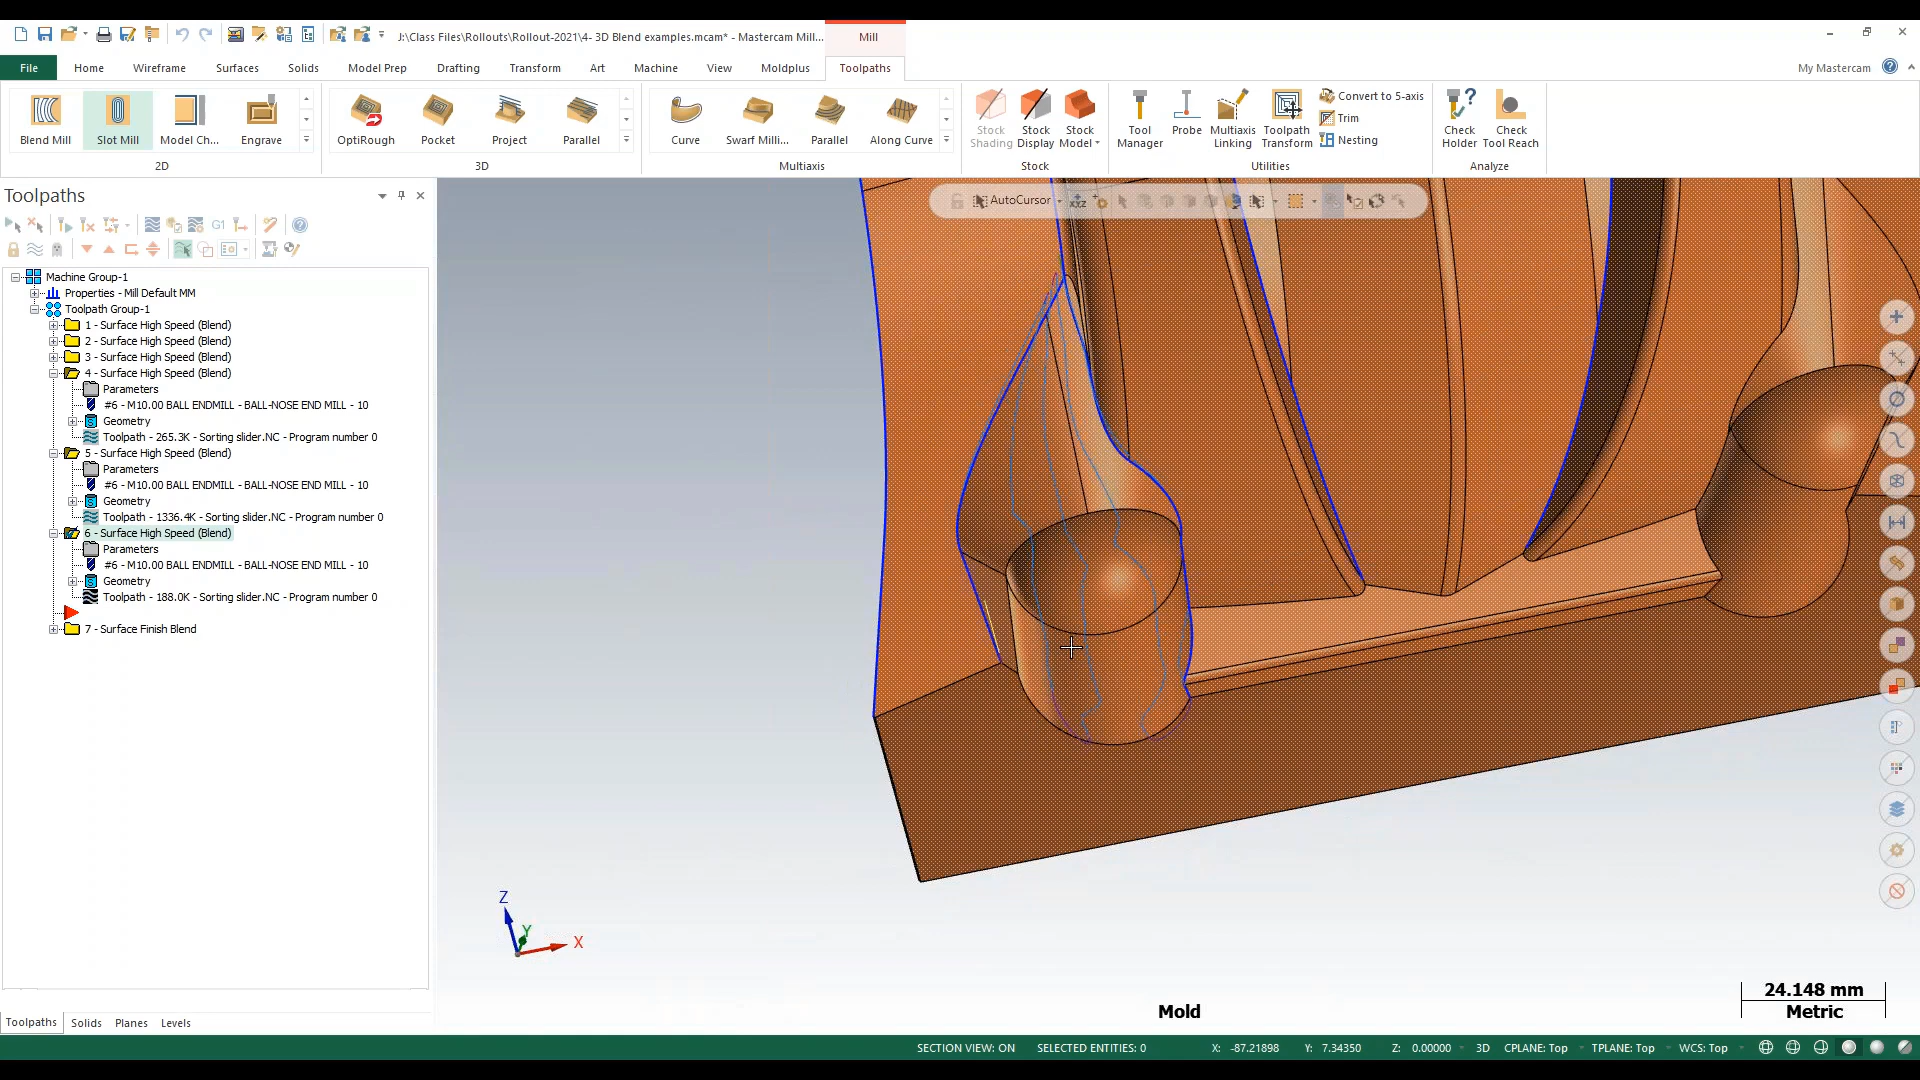 J:\Class Files\Rollouts\Rollout-2021\4- 3D Blend examples.mcam* - Mastercam Mill... Mill
File Home Wireframe Surfaces Solids Model Prep Drafting Transform Art Machine View Moldplus Toolpaths My Mastercam
Blend Mill Slot Mill Model Ch... Engrave OptiRough Pocket Project Parallel Curve Swarf Milli... Parallel Along Curve
Stock Shading Stock Display Stock Model Tool Manager Probe Multiaxis Linking Toolpath Transform Convert to 5-axis
Trim
Nesting
Check Holder Check Tool Reach
2D 3D Multiaxis Stock Utilities Analyze
Toolpaths
AutoCursor
G1
XYZ
Machine Group-1
Properties - Mill Default MM
Toolpath Group-1
1 - Surface High Speed (Blend)
2 - Surface High Speed (Blend)
3 - Surface High Speed (Blend)
4 - Surface High Speed (Blend)
Parameters
#6 - M10.00 BALL ENDMILL - BALL-NOSE END MILL - 10
Geometry
Toolpath - 265.3K - Sorting slider.NC - Program number 0
5 - Surface High Speed (Blend)
Parameters
#6 - M10.00 BALL ENDMILL - BALL-NOSE END MILL - 10
Geometry
Toolpath - 1336.4K - Sorting slider.NC - Program number 0
6 - Surface High Speed (Blend)
Parameters
#6 - M10.00 BALL ENDMILL - BALL-NOSE END MILL - 10
Geometry
Toolpath - 188.0K - Sorting slider.NC - Program number 0
7 - Surface Finish Blend
Z
Y
X
Mold
24.148 mm
Metric
Toolpaths Solids Planes Levels
SECTION VIEW: ON SELECTED ENTITIES: 0 X: -87.21898 Y: 7.34350 Z: 0.00000 3D CPLANE: Top TPLANE: Top WCS: Top